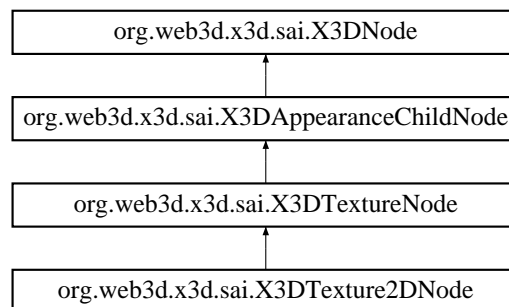 org.web3d.x3d.sai.X3DNode
org.web3d.x3d.sai.X3DAppearanceChildNode
org.web3d.x3d.sai.X3DTextureNode
org.web3d.x3d.sai.X3DTexture2DNode